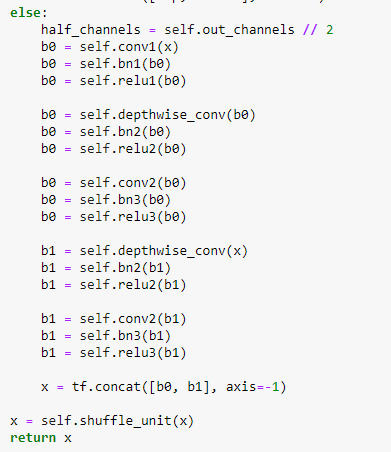 else:
half_channels = self.out_channels // 2
b0 = self.conv1(x)
b0 = self.bn1(b0)
b0 = self.relu1(b0)
b0 = self.depthwise_conv(b0)
b0 = self.bn2(b0)
b0 = self.relu2(b0)
b0 = self.conv2(b0)
b0 = self.bn3(b0)
b0 = self.relu3(b0)
b1 = self.depthwise_conv(x)
b1 = self.bn2(b1)
b1 = self.relu2(b1)
b1 = self.conv2(b1)
b1 = self.bn3(b1)
b1 = self.relu3(b1)
x = tf.concat([b0, b1], axis=-1)
x = self.shuffle_unit(x)
return x